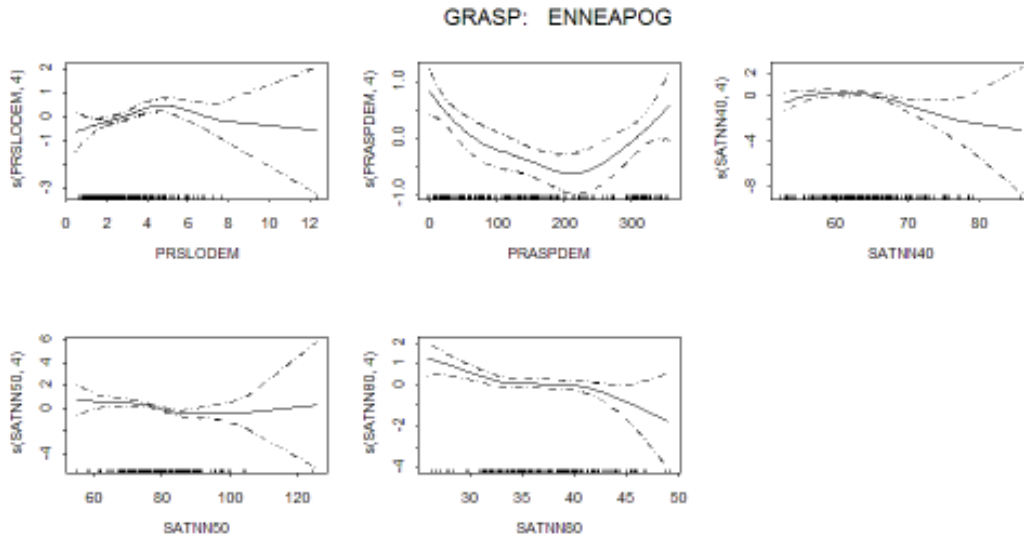 GRASP: ENNEAPOG
s(PRSLODEM, 4)
2
1
0
-1
-3
0 2 4 6 8 10 12
PRSLODEM
s(PRASPDEM, 4)
1.0
0.0
-1.0
0 100 200 300
PRASPDEM
s(SATNN40, 4)
2
0
-4
-8
60 70 80
SATNN40
s(SATNN50, 4)
6
4
2
0
-4
60 80 100 120
SATNN50
s(SATNN80, 4)
2
1
0
-2
-4
30 35 40 45 50
SATNN80